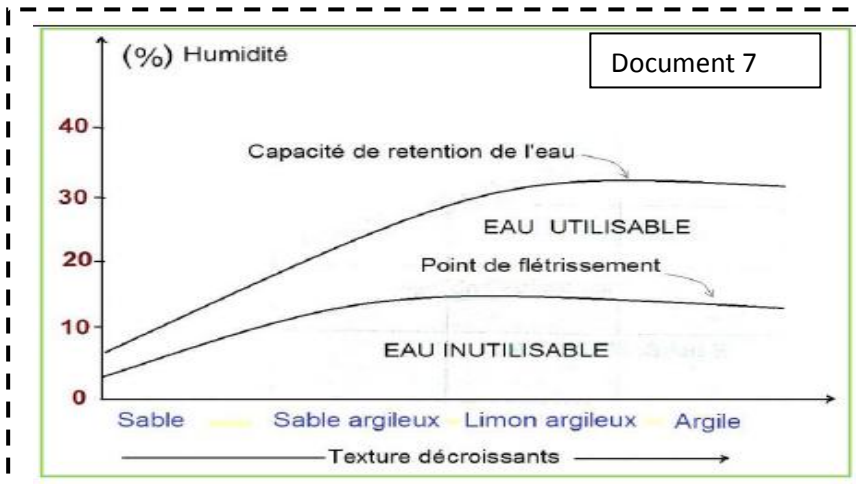 (%) Humidité
Document 7
40
Capacité de retention de l'eau
30
EAU UTILISABLE
20
Point de flétrissement
10
EAU INUTILISABLE
0
Sable Sable argileux Limon argileux Argile
Texture décroissants